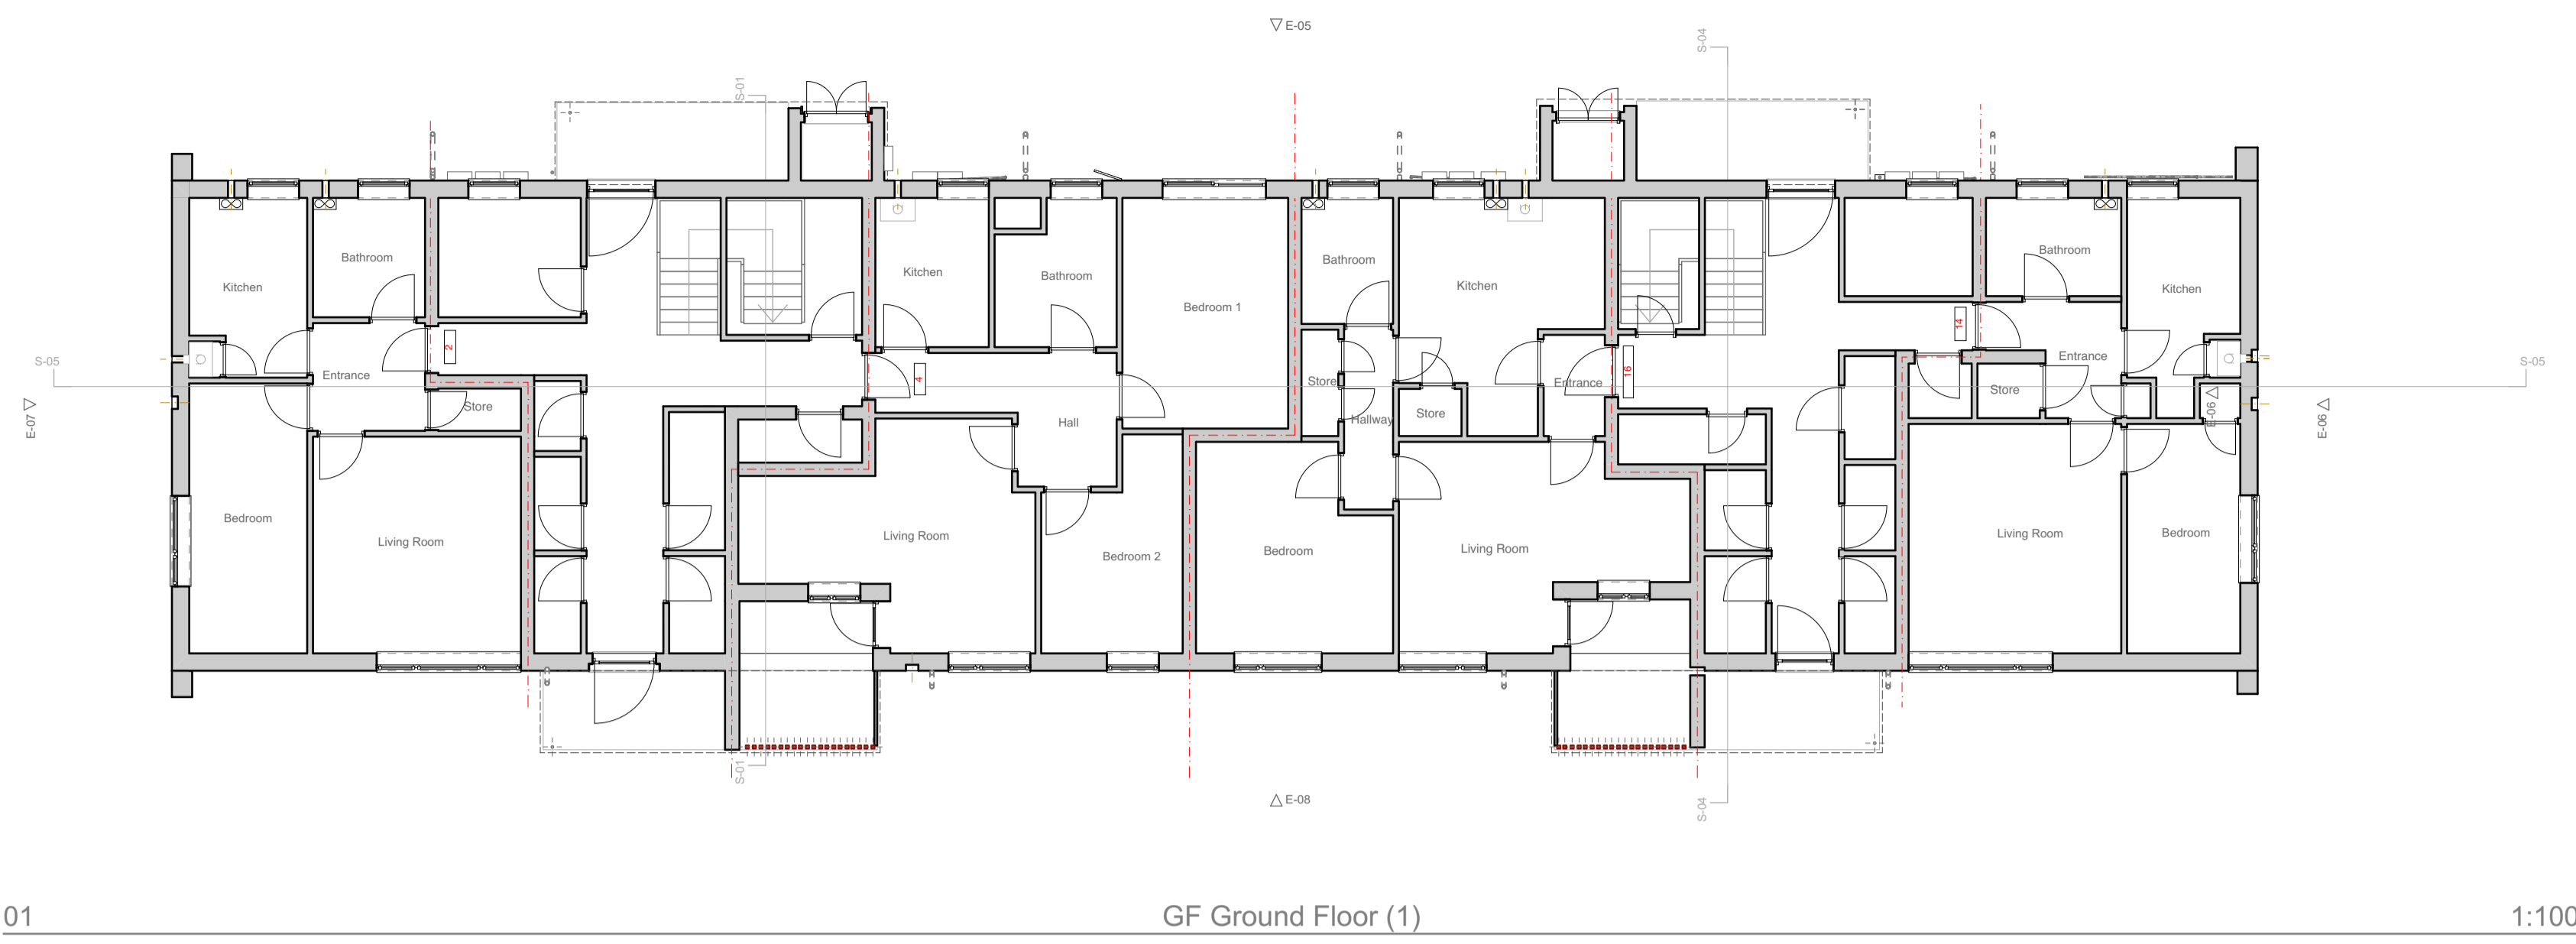 E-05
S-04
S-01
Bathroom
Kitchen
Kitchen
Bathroom
Bedroom 1
Bathroom
Kitchen
Bathroom
Kitchen
2
14
S-05
Entrance
4
Store
Entrance
16
Entrance
S-05
E-07
Store
Hall
Hallway
Store
Store
E-06
E-06
Bedroom
Living Room
Living Room
Bedroom 2
Bedroom
Living Room
Living Room
Bedroom
S-01
E-08
S-04
01
GF Ground Floor (1)
1:100